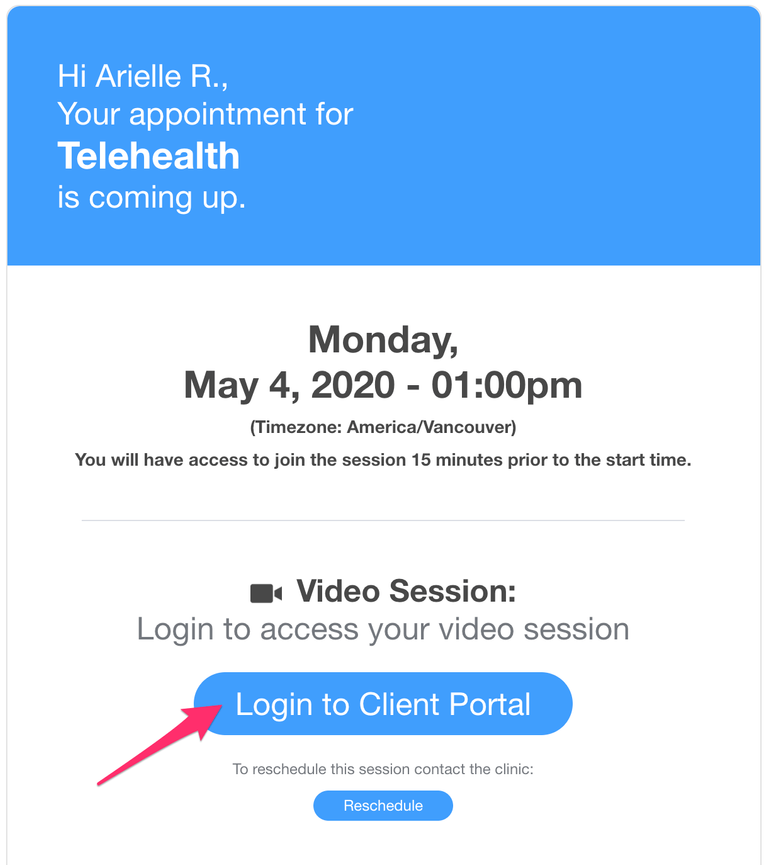 Hi Arielle R.,
Your appointment for
Telehealth
is coming up.
Monday,
May 4, 2020 - 01:00pm
(Timezone: America/Vancouver)
You will have access to join the session 15 minutes prior to the start time.
Video Session:
Login to access your video session
Login to Client Portal
To reschedule this session contact the clinic:
Reschedule